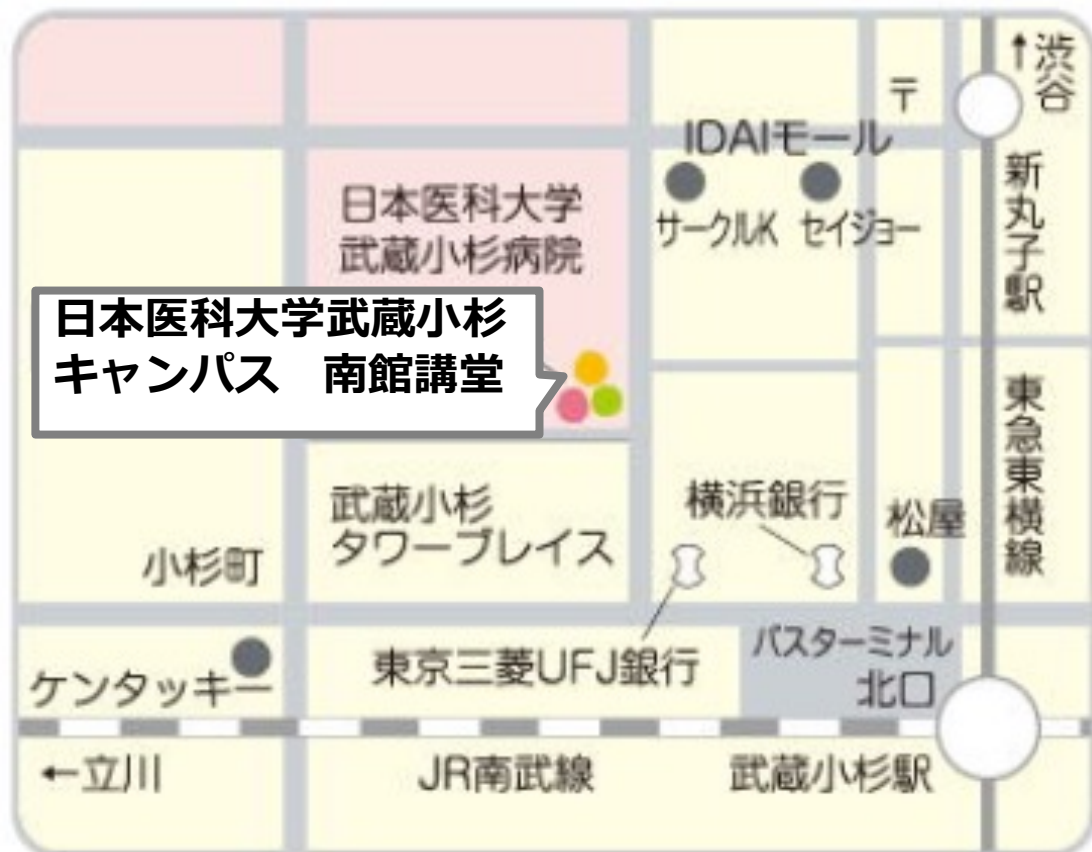 ↑渋谷
〒
IDAIモール
サークルK セイジョー
新丸子駅
日本医科大学
武蔵小杉病院
日本医科大学武蔵小杉
キャンパス 南館講堂
東急東横線
武蔵小杉
タワープレイス
横浜銀行
松屋
小杉町
東京三菱UFJ銀行
バスターミナル
北口
ケンタッキー
←立川
JR南武線
武蔵小杉駅